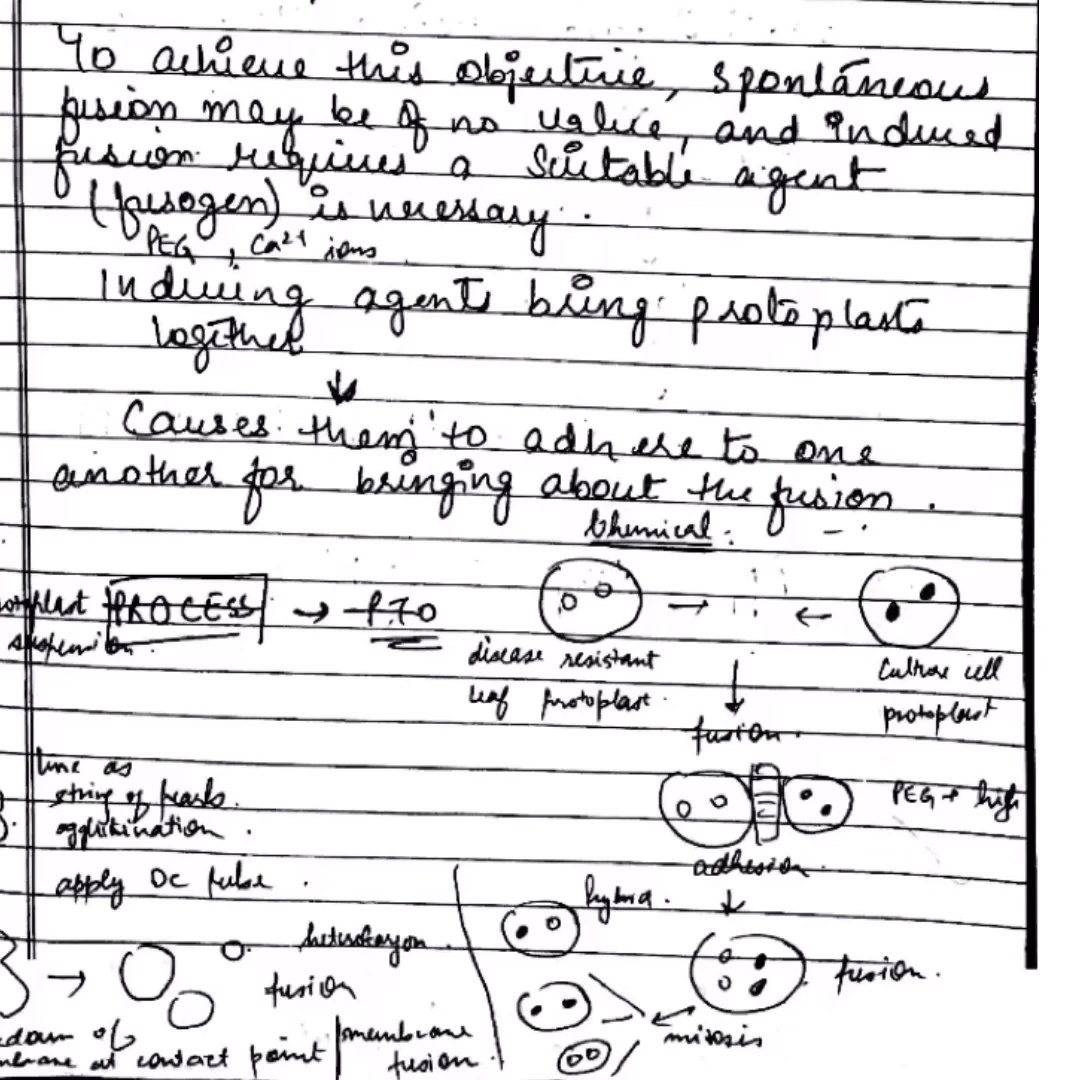 To achieve this objective, spontaneous
fusion may be of no value, and induced
fusion requires a suitable agent
(fusogen) is necessary.
PEG, Ca²⁺ ions
Inducing agents bring protoplasts
together
↓
Causes them to adhere to one
another for bringing about the fusion.
Chemical.
PROCESS → P.T.O
suspension.
→ ←
disease resistant
leaf protoplast.
Culture cell
protoplast
↓
fusion.
line as
string of pearls.
PEG + high
adhesion.
apply DC pulse.
hybrid. ↓
heterokaryon.
→ fusion
fusion.
mitosis
at contact point
membrane
fusion.